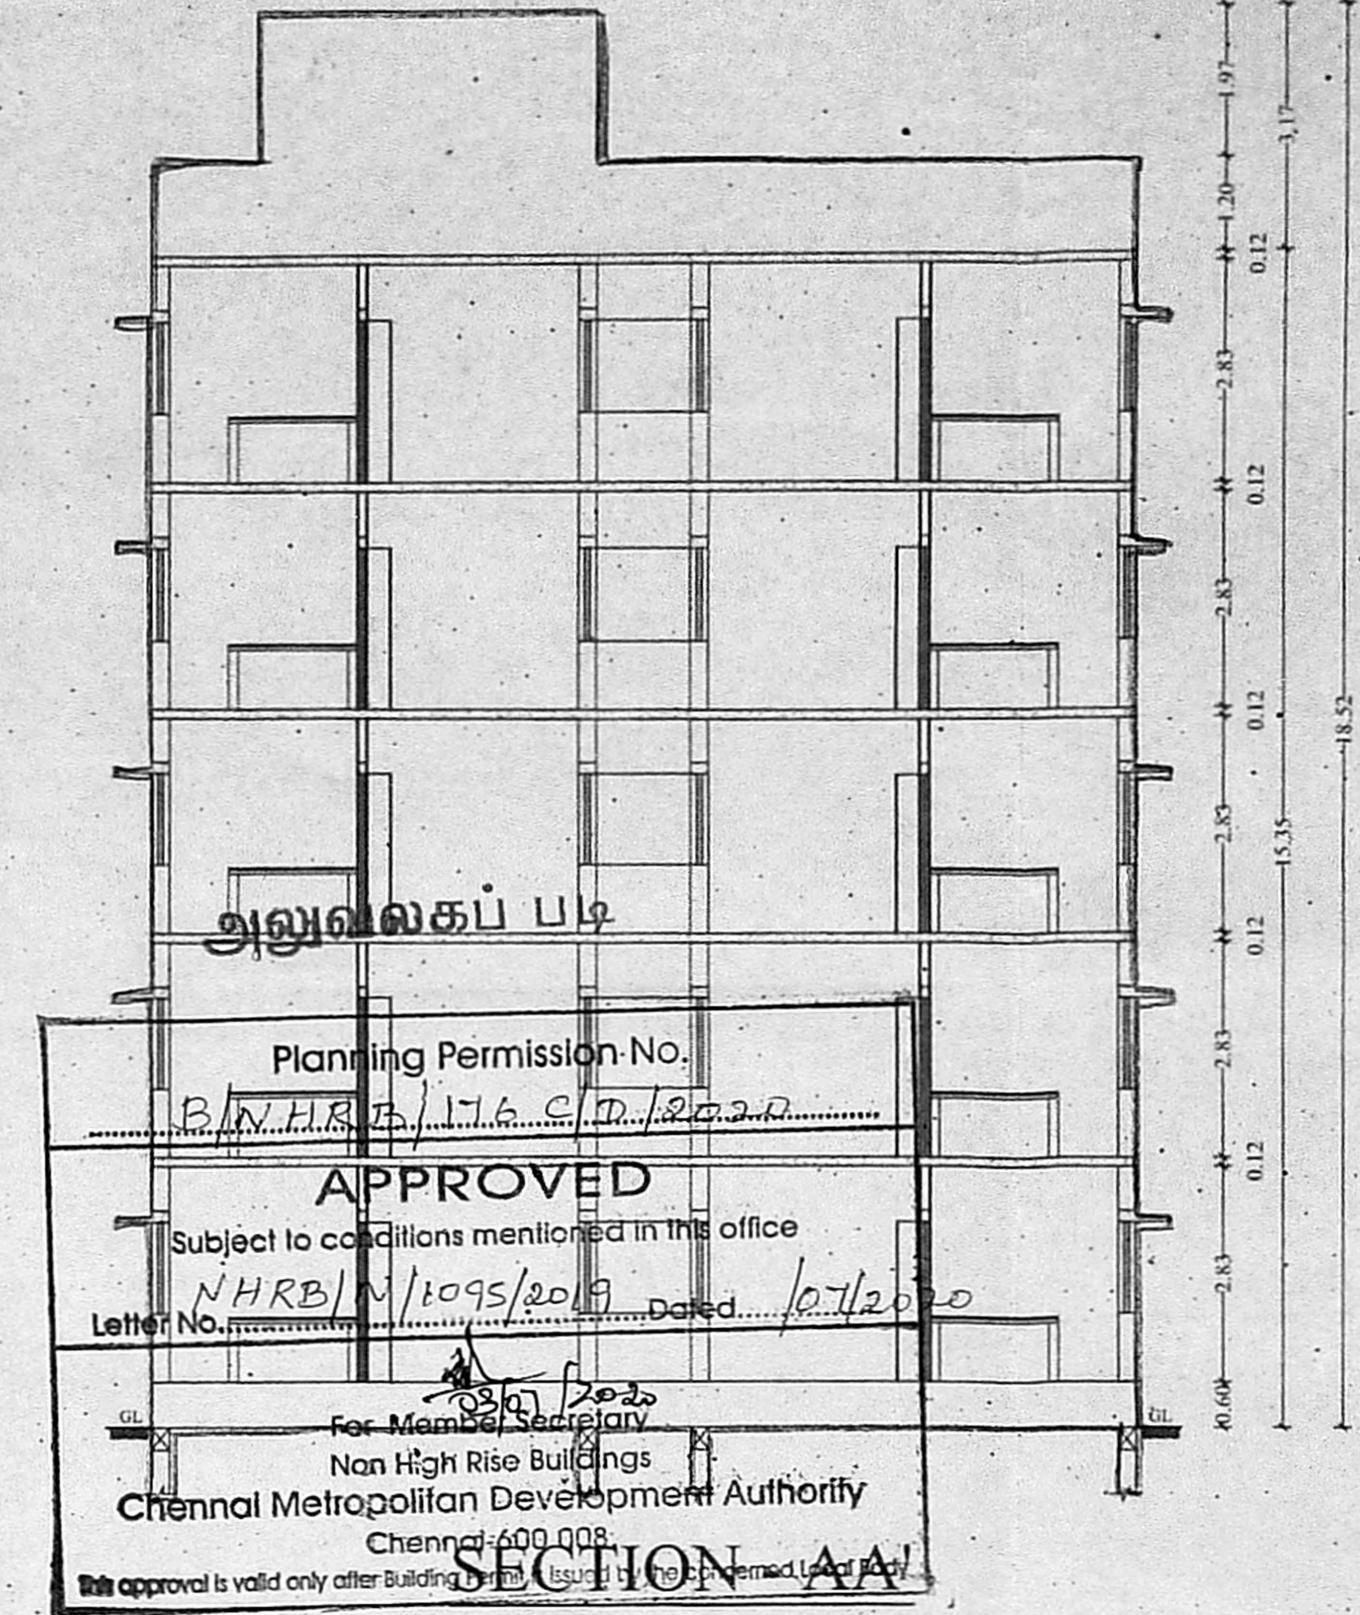 1.97
3.17
1.20
0.12
2.83
0.12
2.83
0.12
18.52
2.83
15.35
0.12
2.83
0.12
2.83
0.60
GL
GL
அலுவலகப் படி
Planning Permission No.
B/NHRB/176 C/D/2020
APPROVED
Subject to conditions mentioned in this office
Letter No. NHRB/N/1095/2019 Dated /07/2020
03/07/2020
For Member Secretary
Non High Rise Buildings
Chennai Metropolitan Development Authority
Chennai-600 008.
This approval is valid only after Building Permit is issued by the concerned Local Body
SECTION - AA'